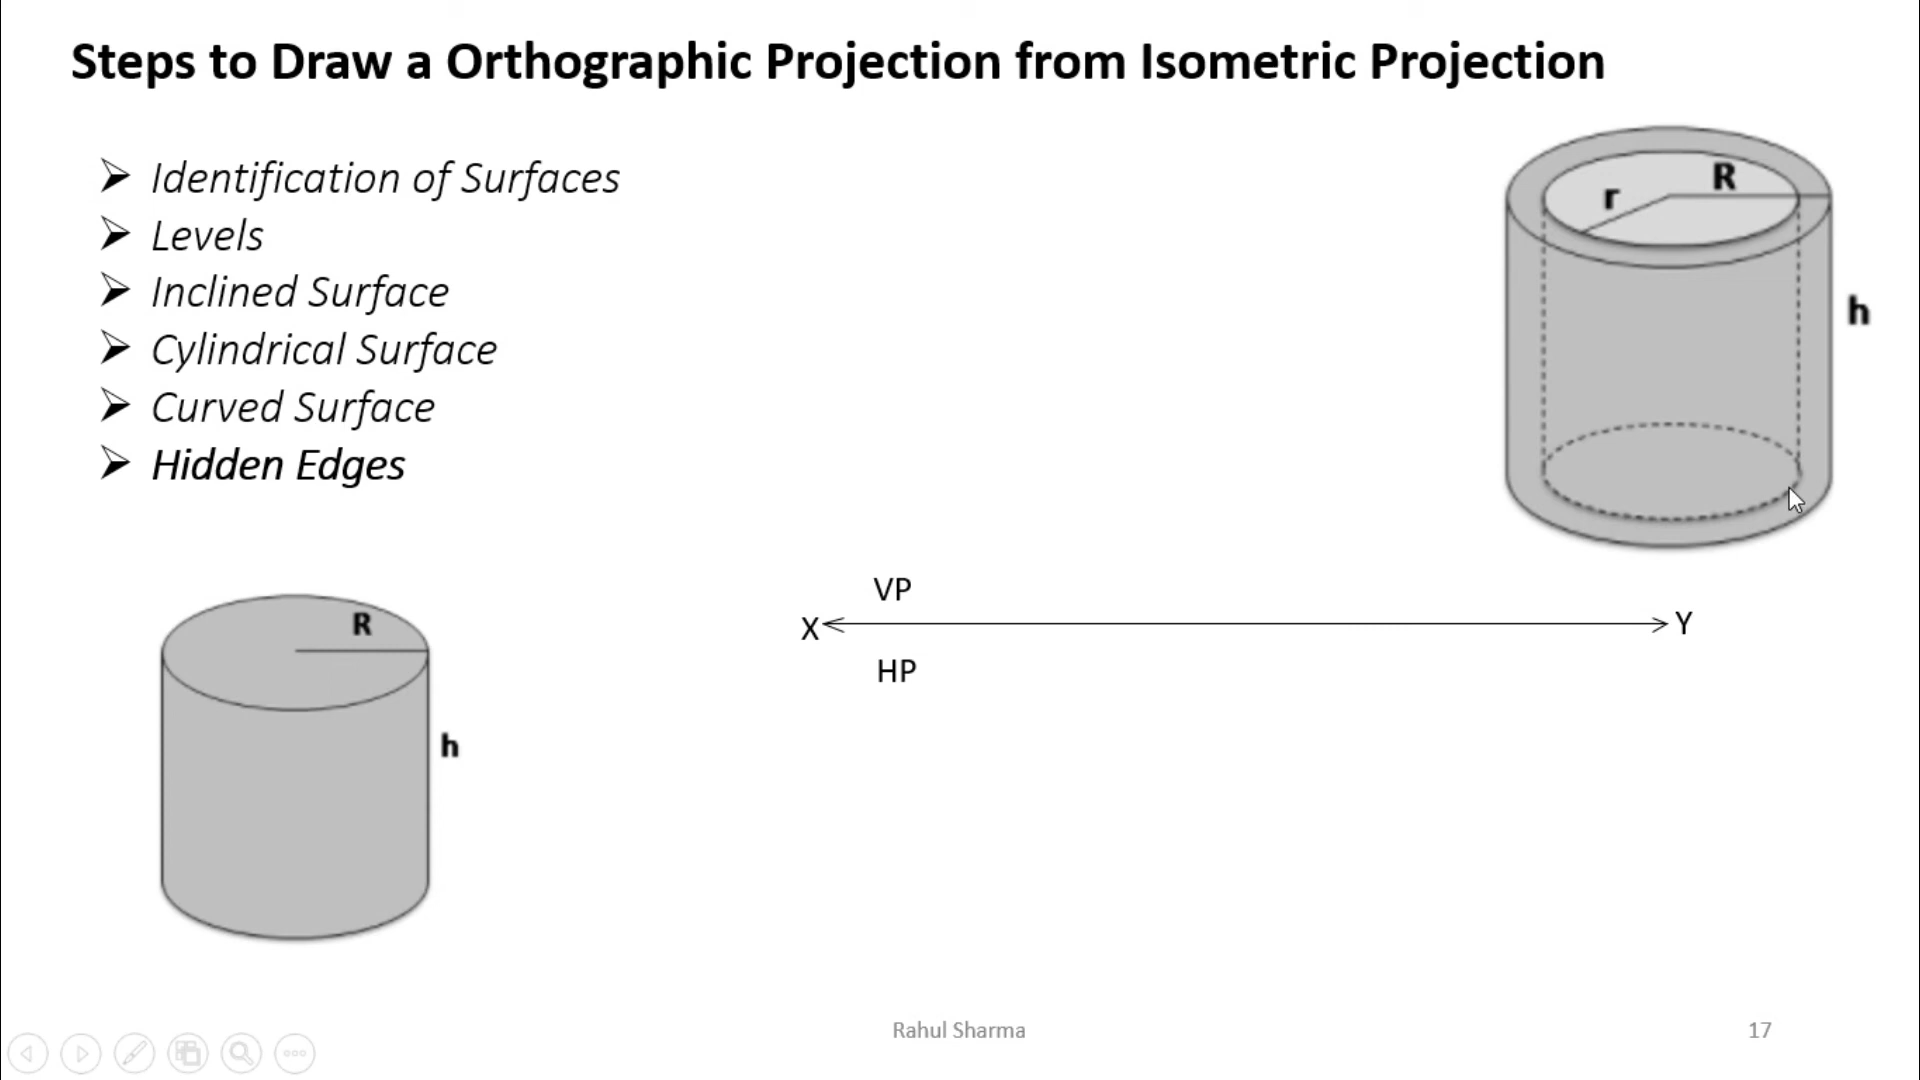 Steps to Draw a Orthographic Projection from Isometric Projection
Identification of Surfaces
Levels
Inclined Surface
Cylindrical Surface
Curved Surface
Hidden Edges
r R
h
R
h
VP
X Y
HP
Rahul Sharma 17